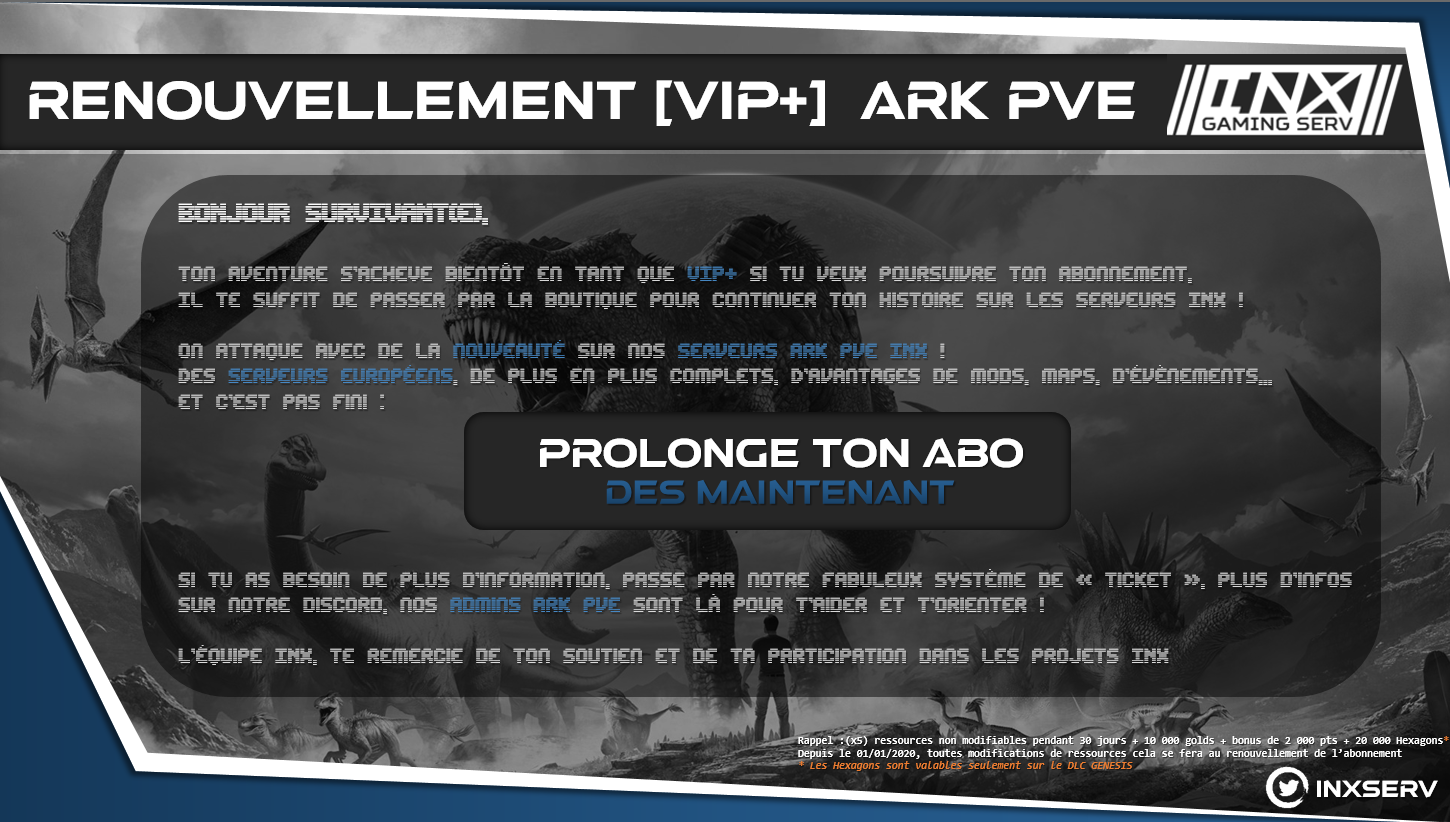 RENOUVELLEMENT [VIP+] ARK PVE
INX
GAMING SERV
BONJOUR SURVIVANT(E),
TON AVENTURE S'ACHEVE BIENTÔT EN TANT QUE VIP+ SI TU VEUX POURSUIVRE TON ABONNEMENT,
IL TE SUFFIT DE PASSER PAR LA BOUTIQUE POUR CONTINUER TON HISTOIRE SUR LES SERVEURS INX !
ON ATTAQUE AVEC DE LA NOUVEAUTÉ SUR NOS SERVEURS ARK PVE INX !
DES SERVEURS EUROPÉENS, DE PLUS EN PLUS COMPLETS, D'AVANTAGES DE MODS, MAPS, D'ÉVÈNEMENTS...
ET C'EST PAS FINI :
PROLONGE TON ABO
DES MAINTENANT
SI TU AS BESOIN DE PLUS D'INFORMATION, PASSE PAR NOTRE FABULEUX SYSTÈME DE « TICKET », PLUS D'INFOS
SUR NOTRE DISCORD, NOS ADMINS ARK PVE SONT LÀ POUR T'AIDER ET T'ORIENTER !
L'ÉQUIPE INX, TE REMERCIE DE TON SOUTIEN ET DE TA PARTICIPATION DANS LES PROJETS INX
Rappel :(x5) ressources non modifiables pendant 30 jours + 10 000 golds + bonus de 2 000 pts + 20 000 Hexagons*
Depuis le 01/01/2020, toutes modifications de ressources cela se fera au renouvellement de l'abonnement
* Les Hexagons sont valables seulement sur le DLC GENESIS
INXSERV